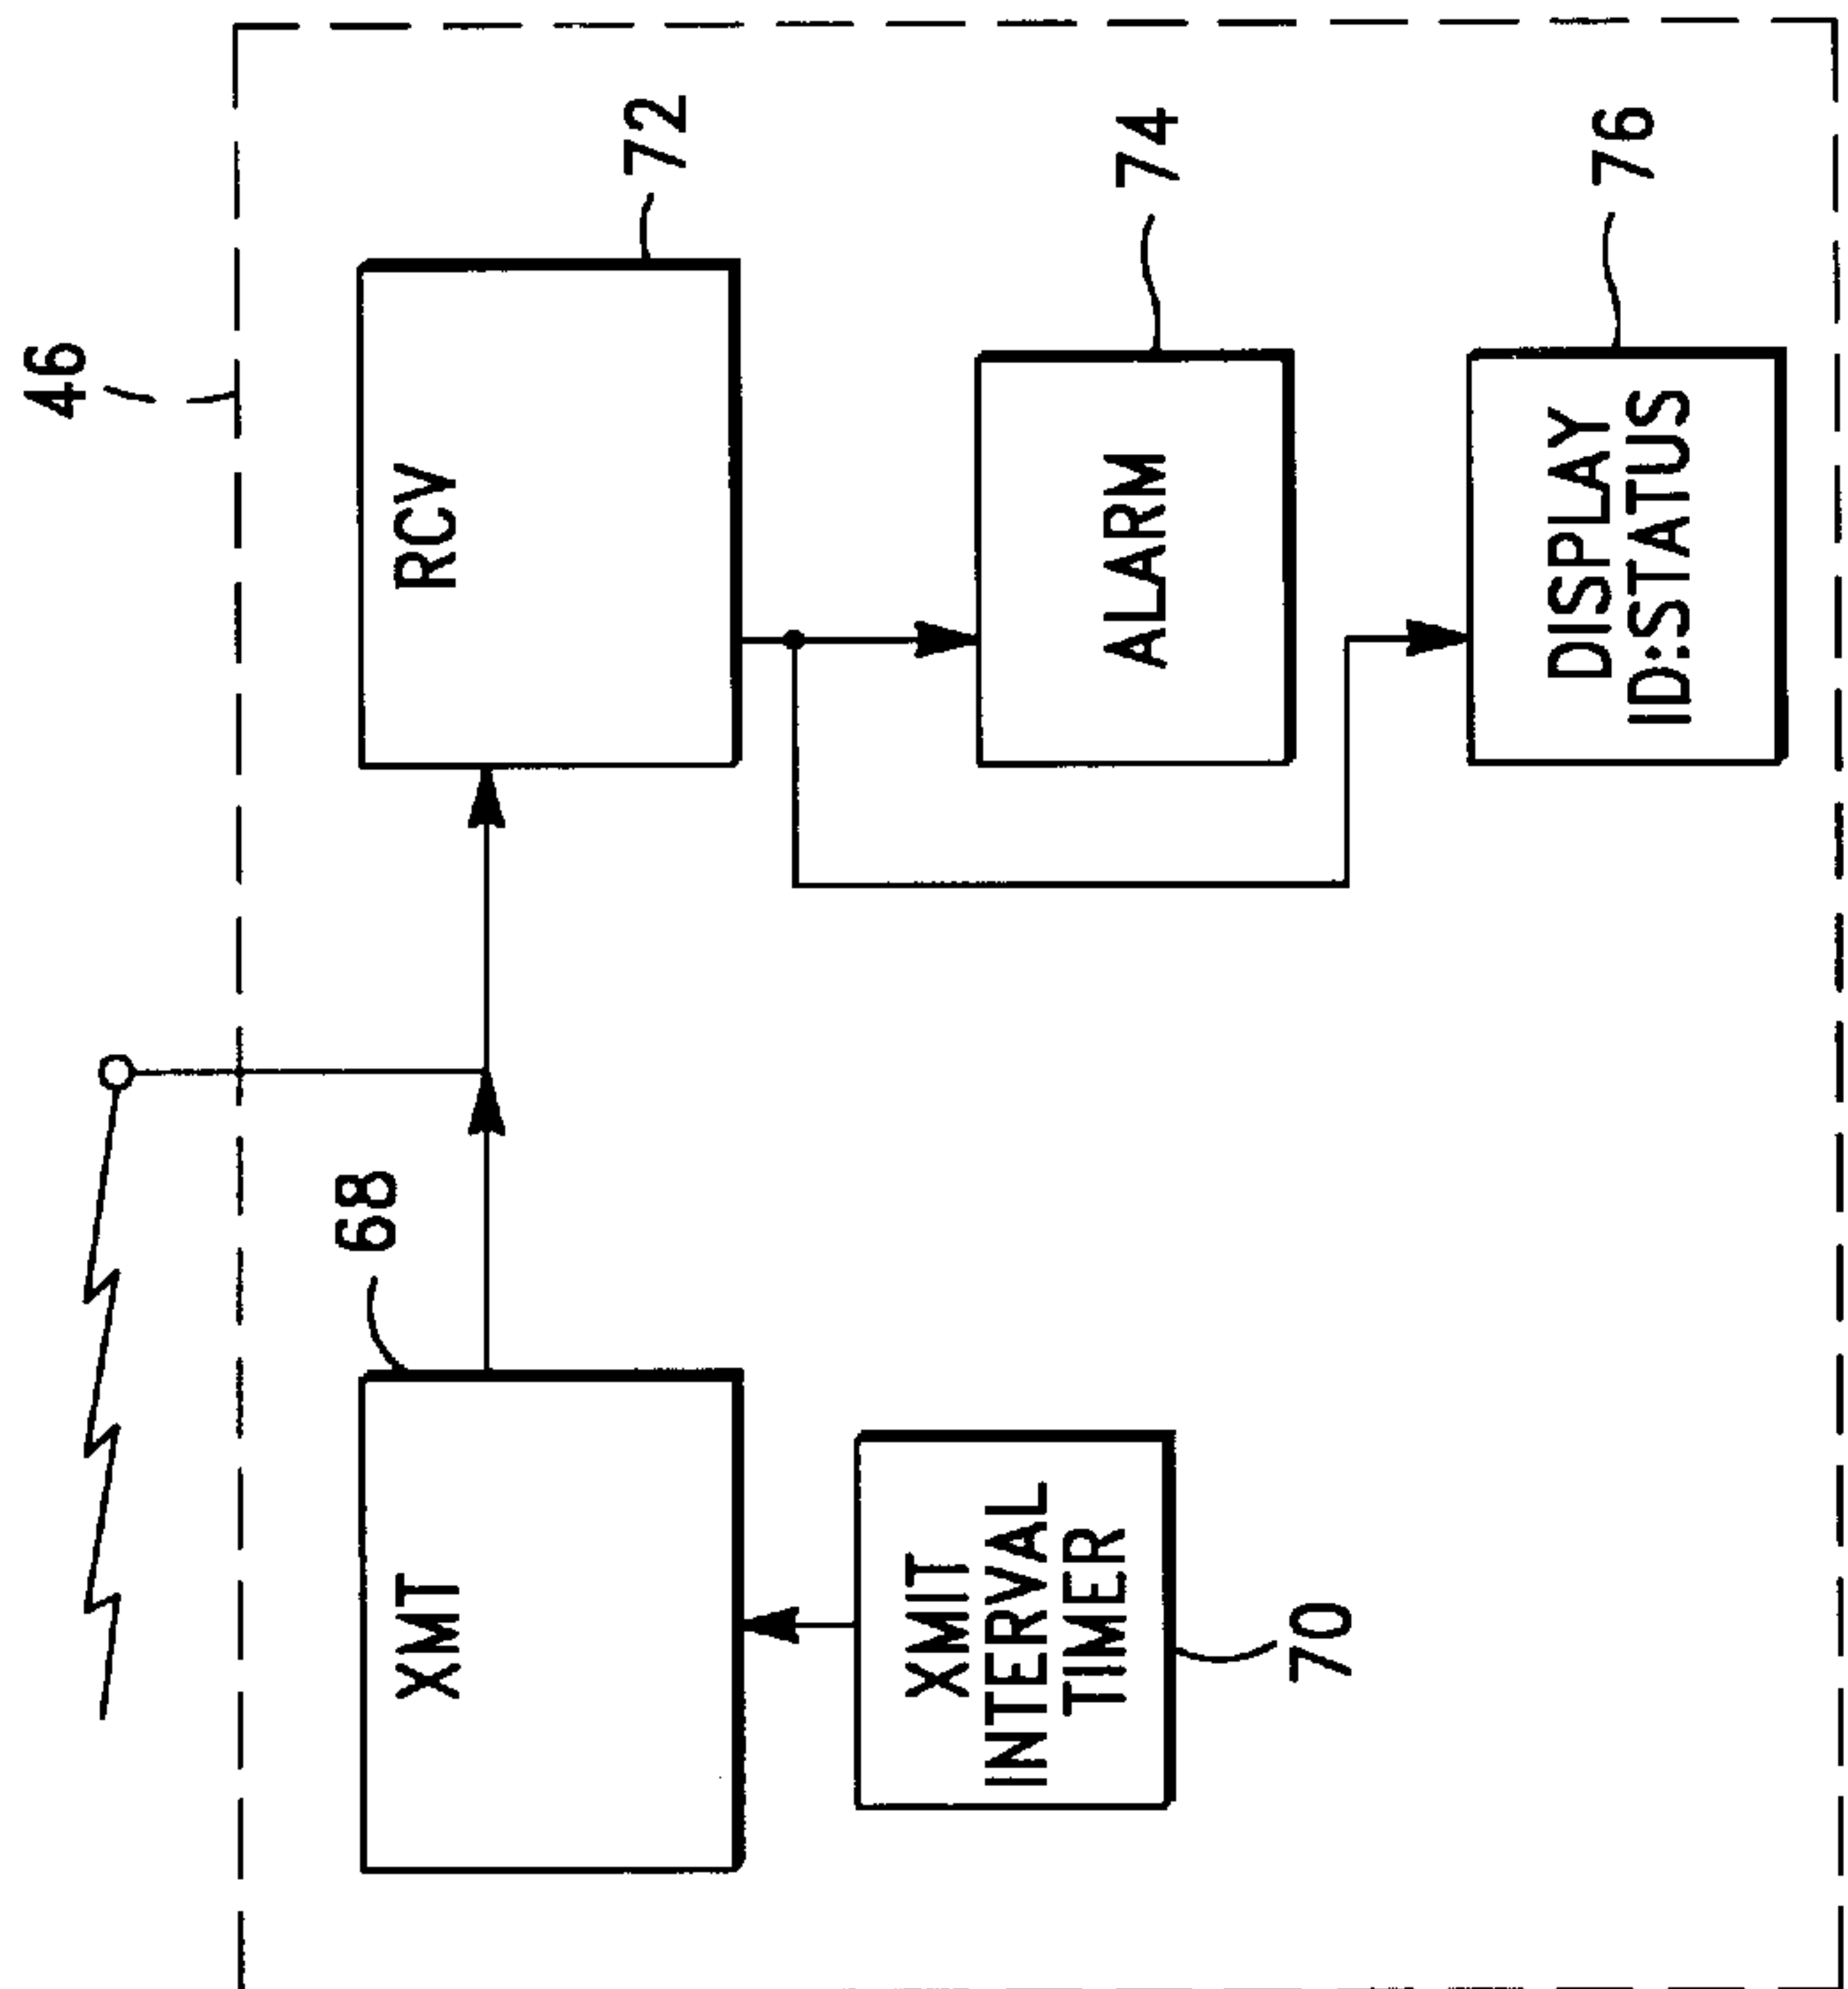 46
68
XMT
XMIT
INTERVAL
TIMER
70
RCV
72
ALARM
74
DISPLAY
ID:STATUS
76